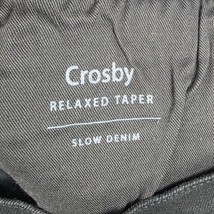 Crosby
RELAXED TAPER
SLOW DENIM